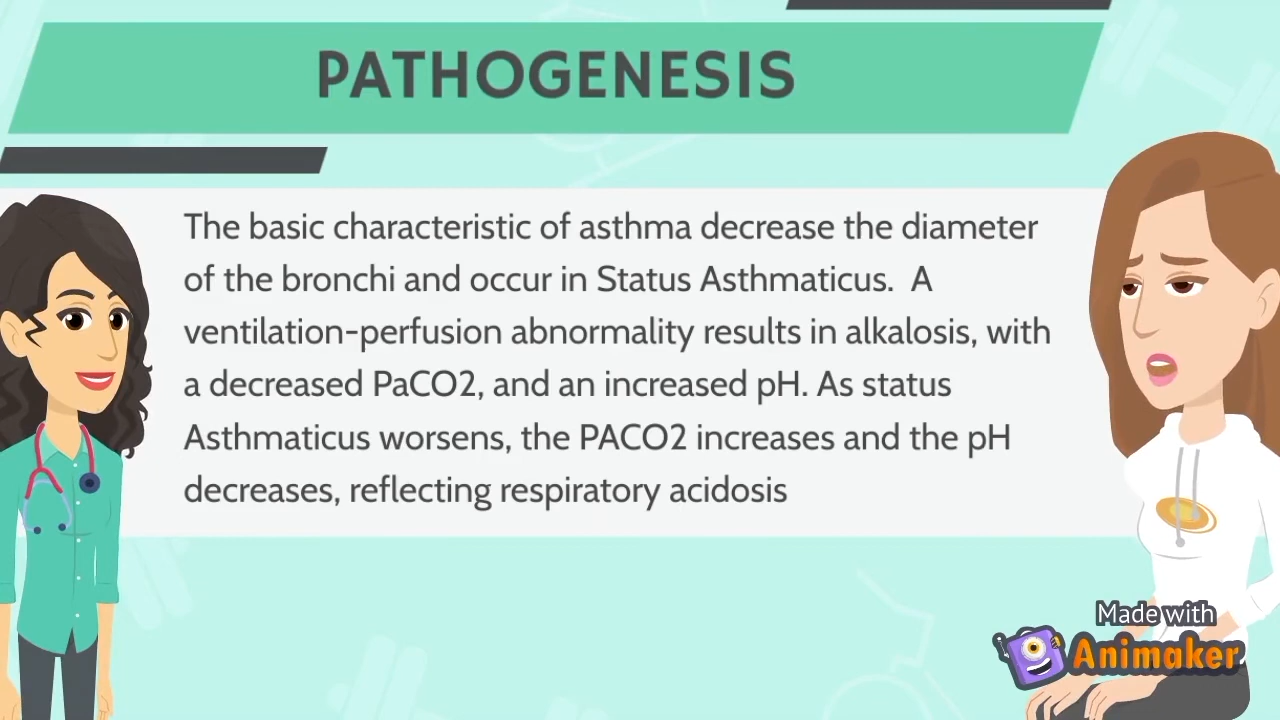 PATHOGENESIS
The basic characteristic of asthma decrease the diameter
of the bronchi and occur in Status Asthmaticus. A
ventilation-perfusion abnormality results in alkalosis, with
a decreased PaCO2, and an increased pH. As status
Asthmaticus worsens, the PACO2 increases and the pH
decreases, reflecting respiratory acidosis
Made with
Animaker